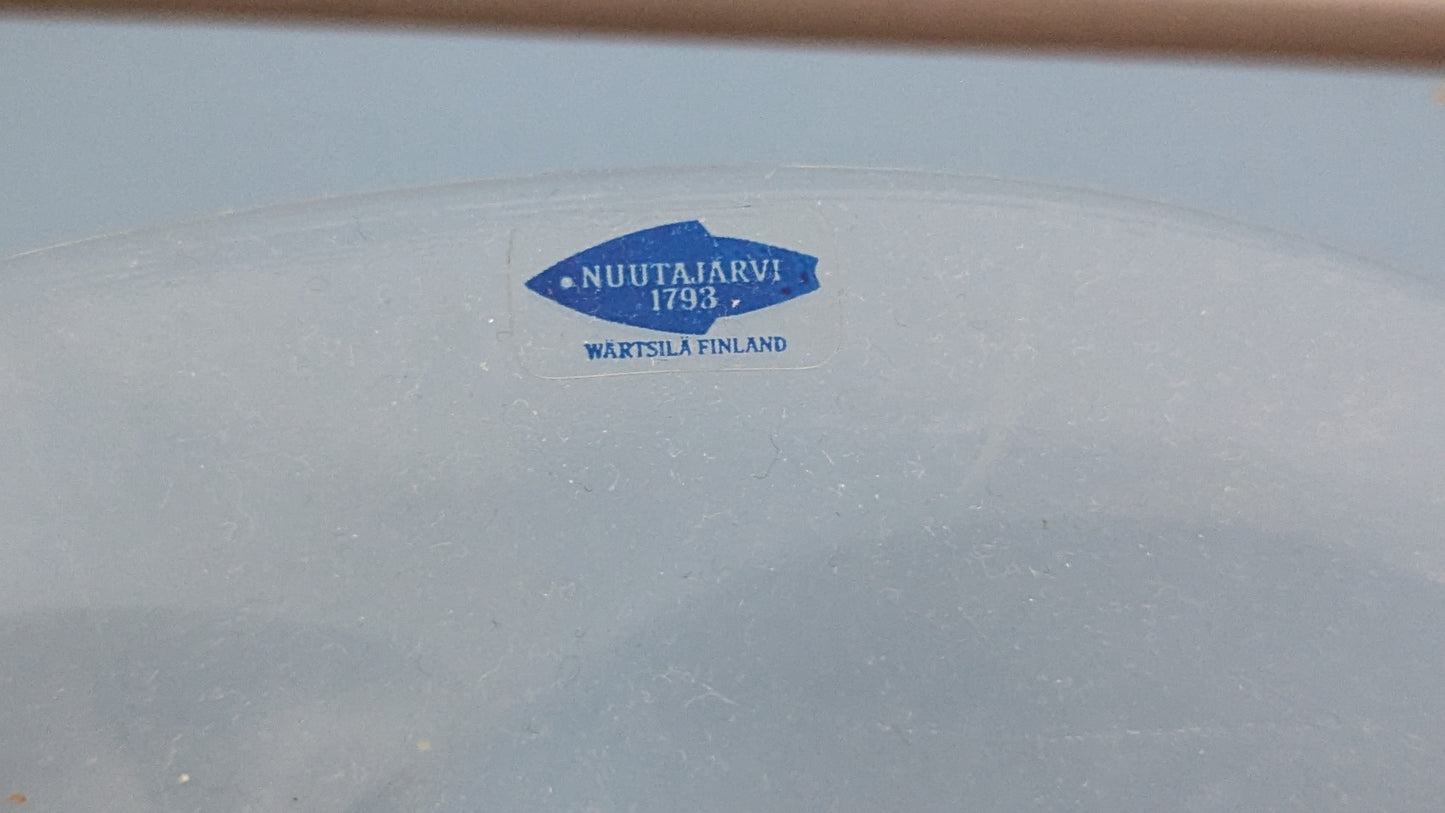 NUUTAJÄRVI
1793
WÄRTSILÄ FINLAND